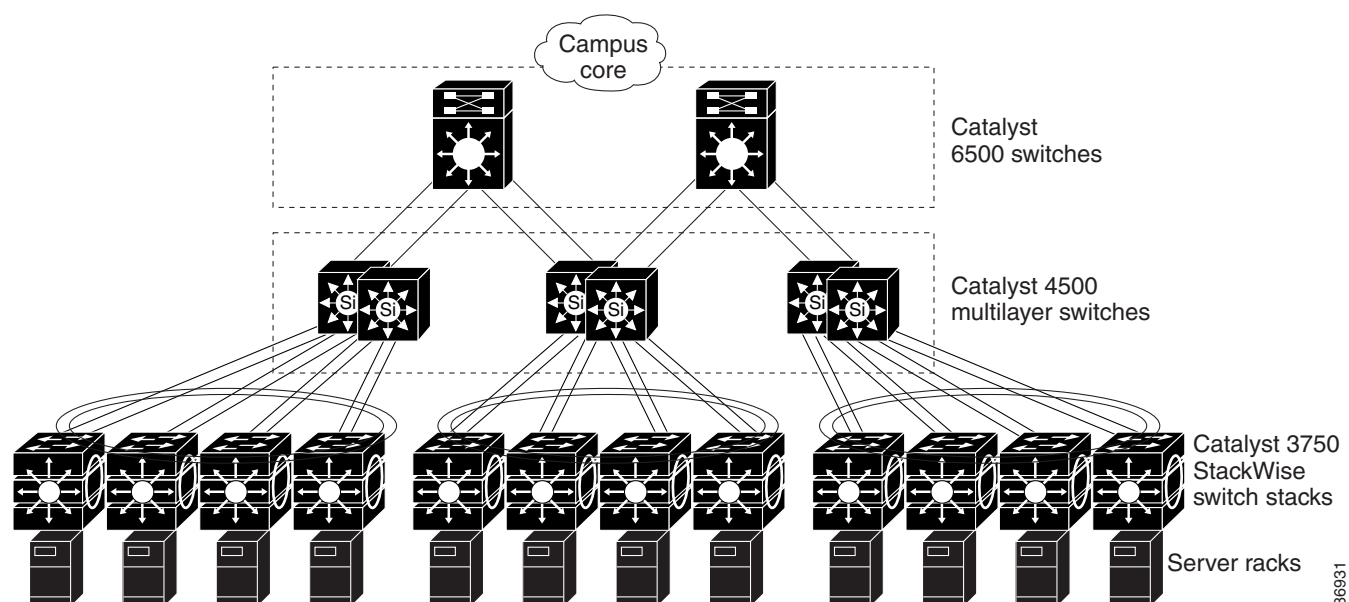 Campus
core
Catalyst
6500 switches
Si
Si
Si
Si
Si
Si
Catalyst 4500
multilayer switches
Catalyst 3750
StackWise
switch stacks
Server racks